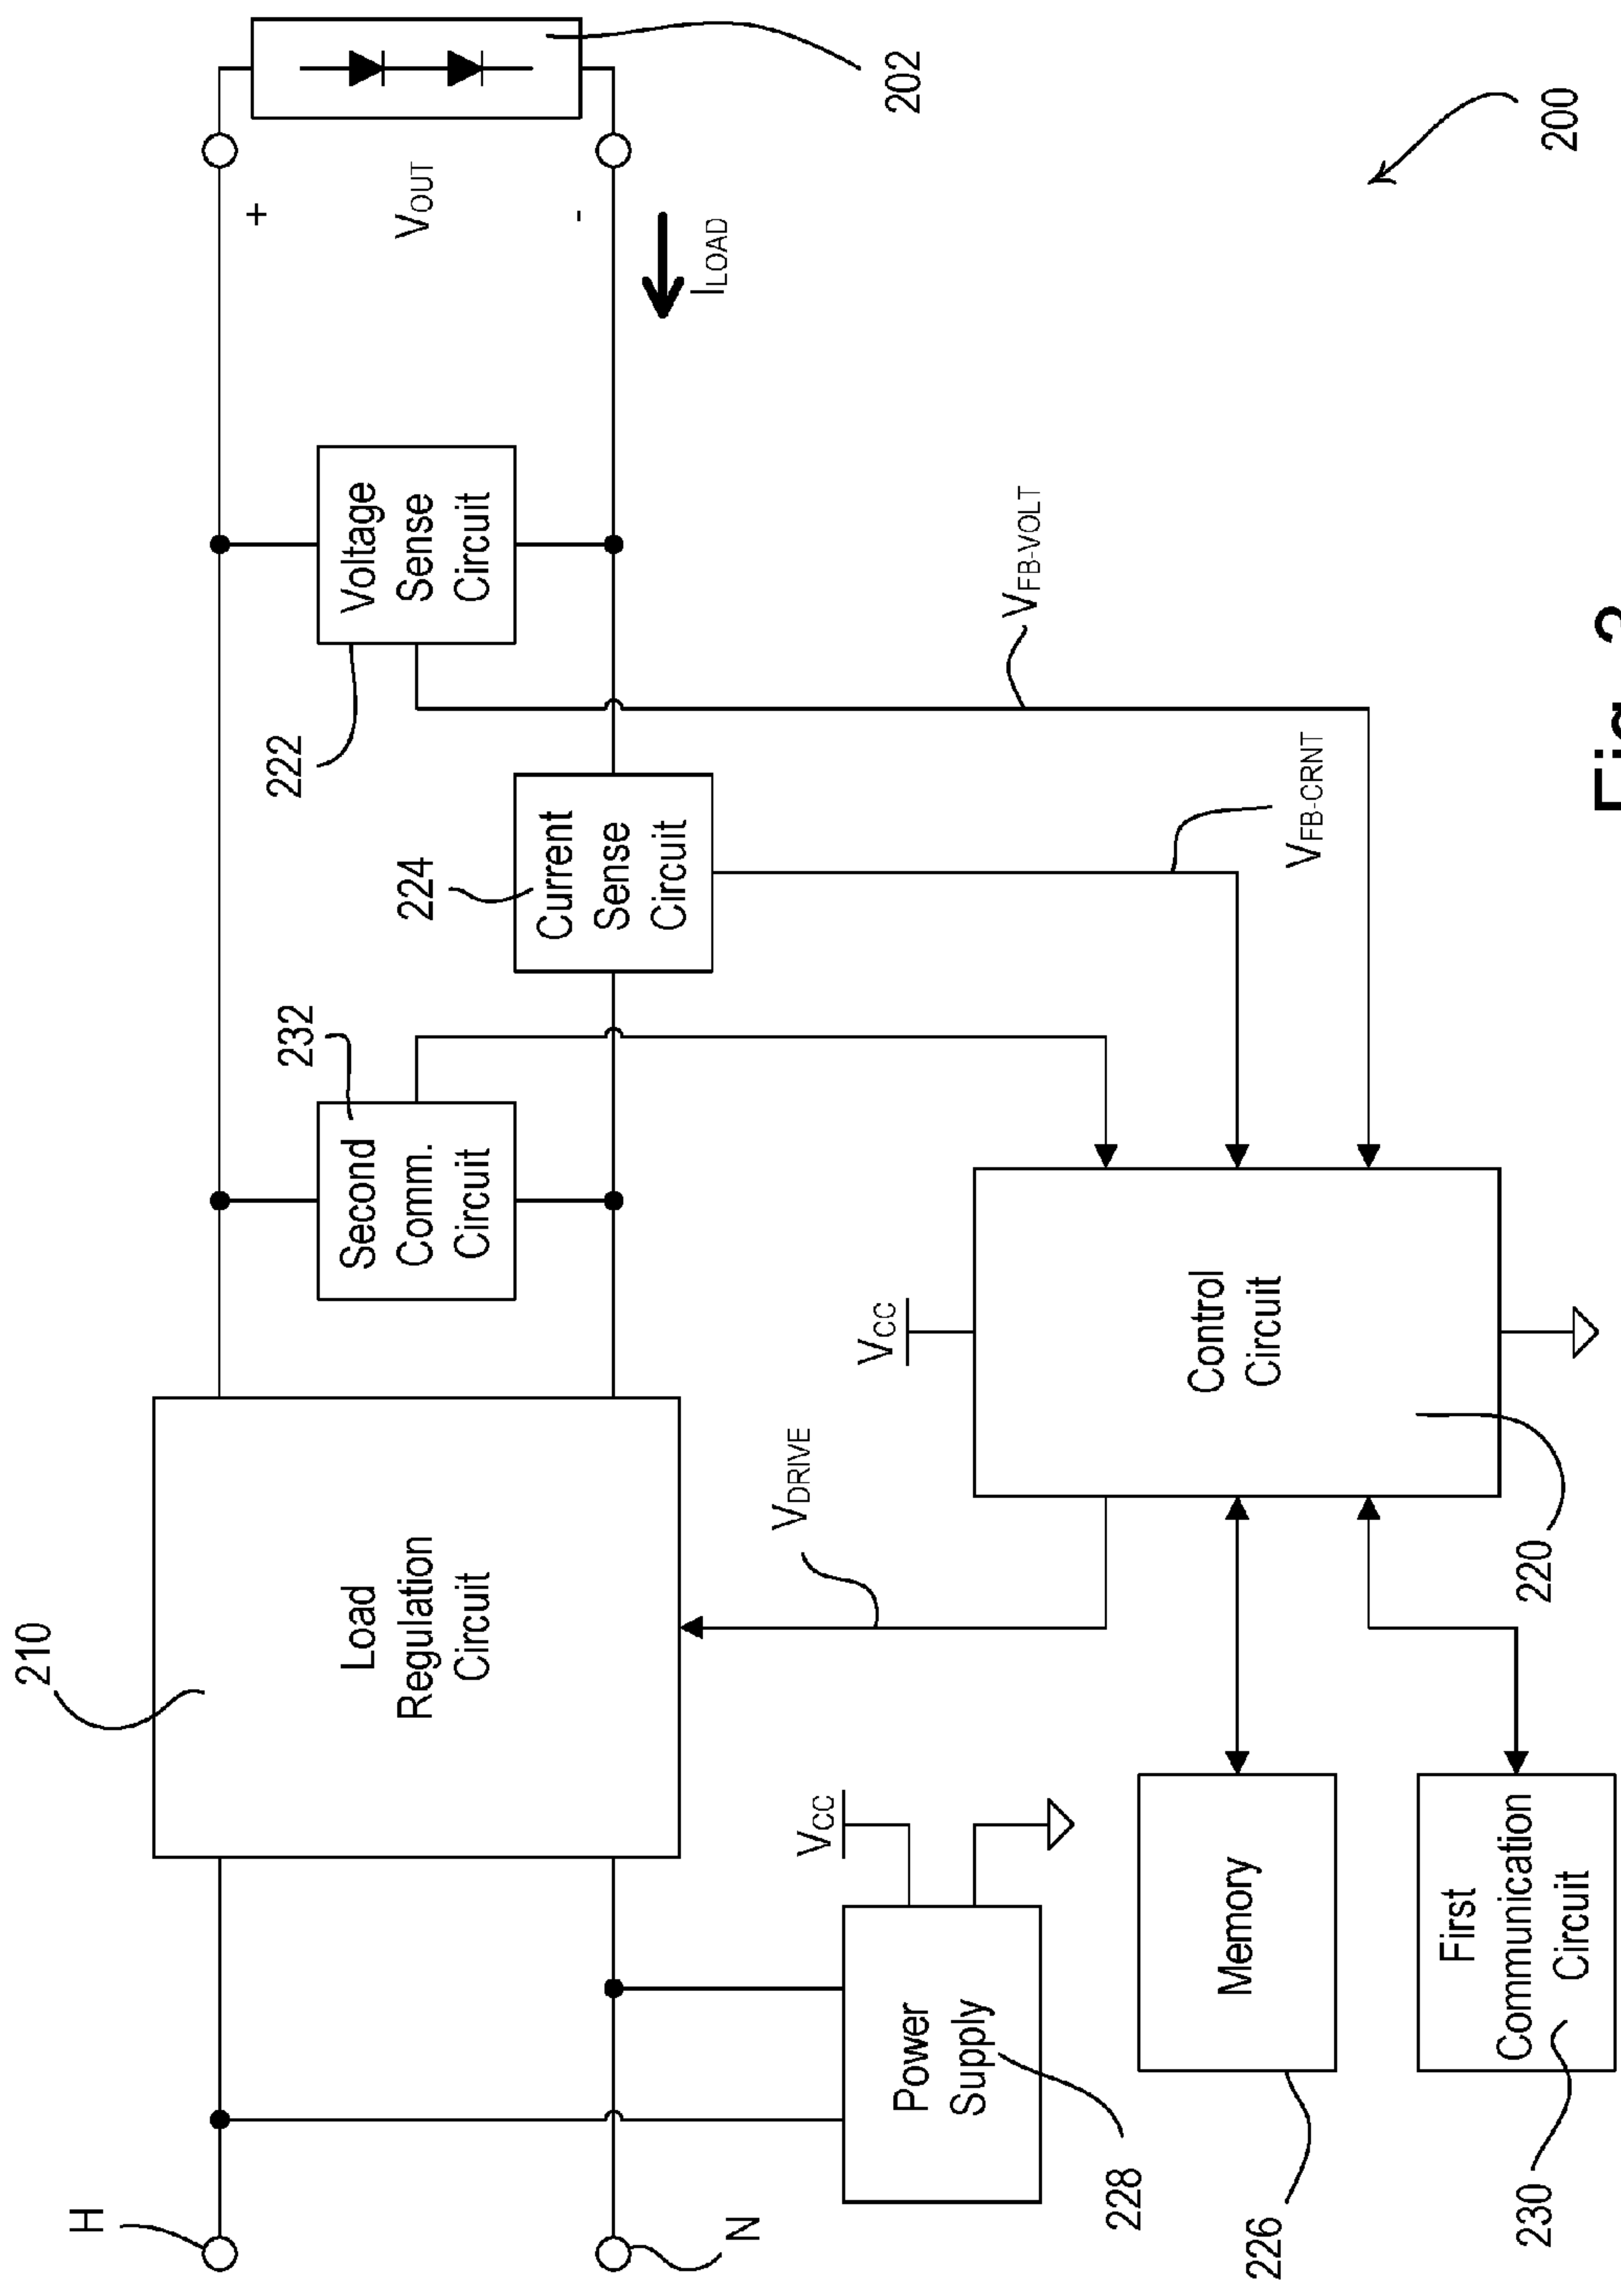 210
Load
Regulation
Circuit
H
N
232
Second
Comm.
Circuit
224
Current
Sense
Circuit
222
Voltage
Sense
Circuit
+
VOUT
-
ILOAD
202
200
VDRIVE
VCC
Power
Supply
228
VCC
Control
Circuit
220
VFB-VOLT
VFB-CRNT
Memory
226
First
Communication
Circuit
230